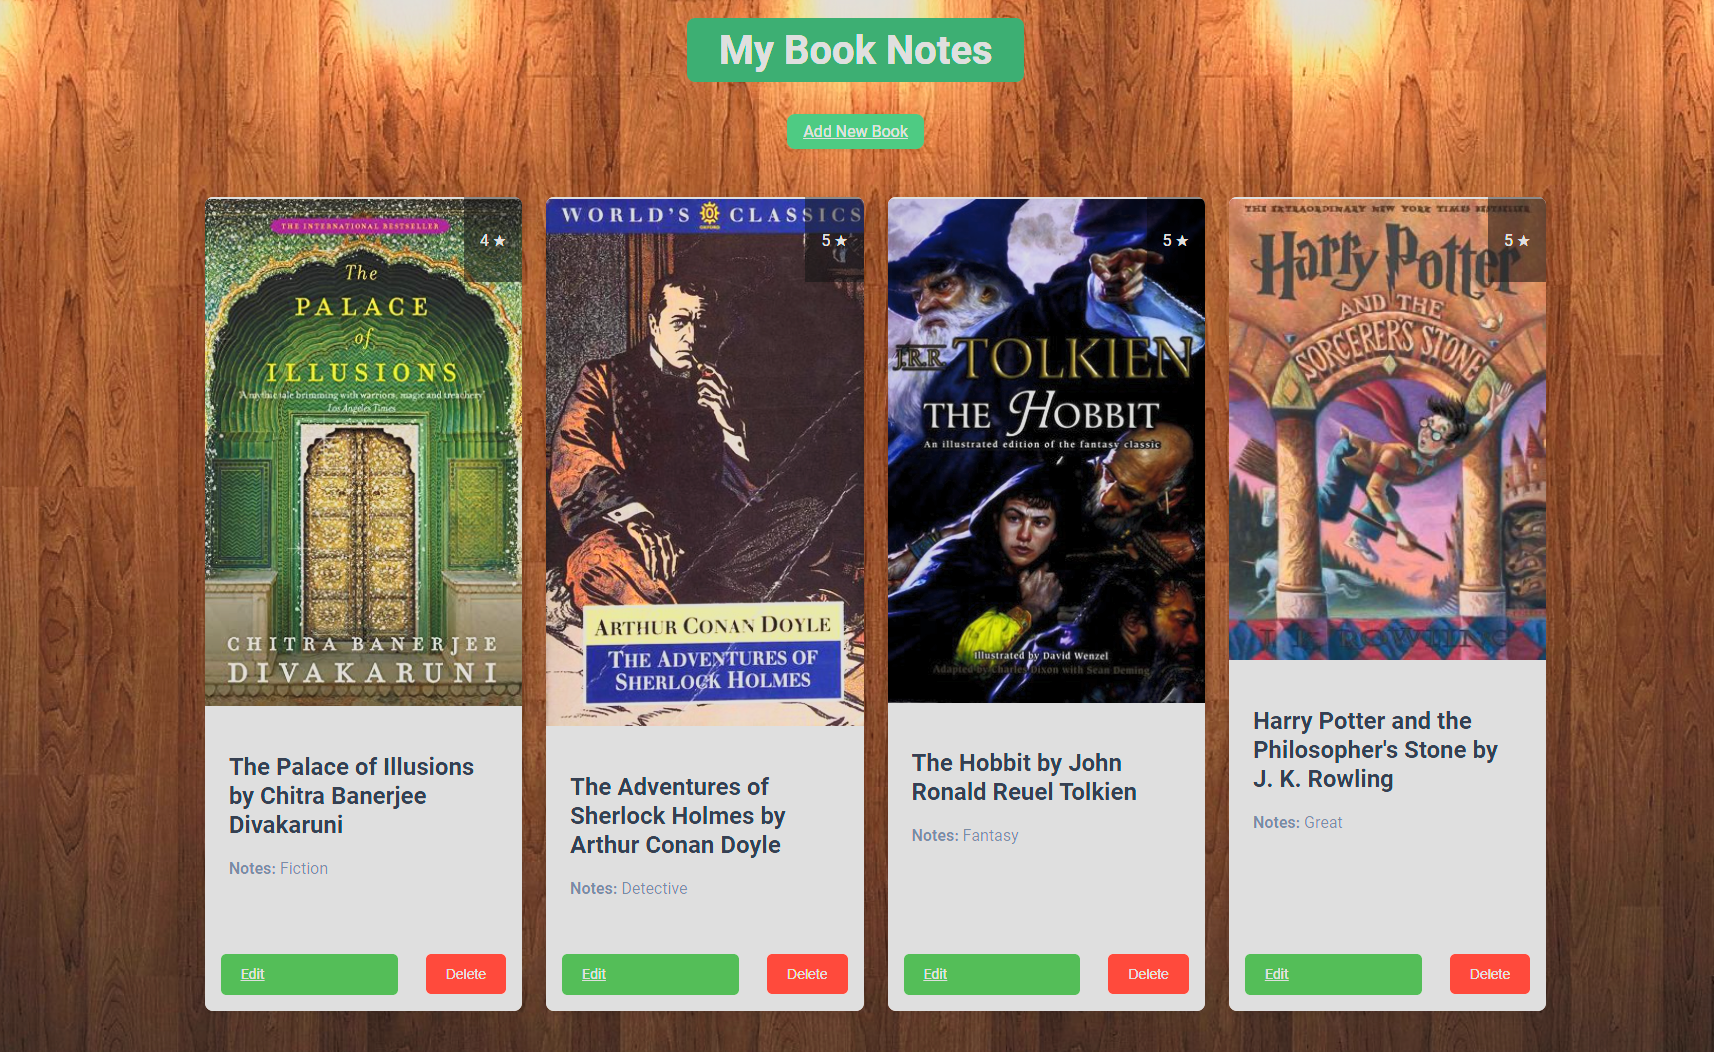 My Book Notes
Add New Book
THE INTERNATIONAL BESTSELLER
4 ★
The
PALACE
of
ILLUSIONS
"A mythic tale brimming with warriors, magic and treachery"
Los Angeles Times
CHITRA BANERJEE
DIVAKARUNI
The Palace of Illusions
by Chitra Banerjee
Divakaruni
Notes: Fiction
Edit
Delete
WORLD'S CLASSICS
OXFORD
5 ★
ARTHUR CONAN DOYLE
THE ADVENTURES OF
SHERLOCK HOLMES
The Adventures of
Sherlock Holmes by
Arthur Conan Doyle
Notes: Detective
Edit
Delete
5 ★
J.R.R. TOLKIEN
THE HOBBIT
An illustrated edition of the fantasy classic
Illustrated by David Wenzel
Adapted by Charles Dixon with Sean Deming
The Hobbit by John
Ronald Reuel Tolkien
Notes: Fantasy
Edit
Delete
THE EXTRAORDINARY NEW YORK TIMES BESTSELLER
5 ★
Harry Potter
AND THE
SORCERER'S STONE
J. K. ROWLING
Harry Potter and the
Philosopher's Stone by
J. K. Rowling
Notes: Great
Edit
Delete